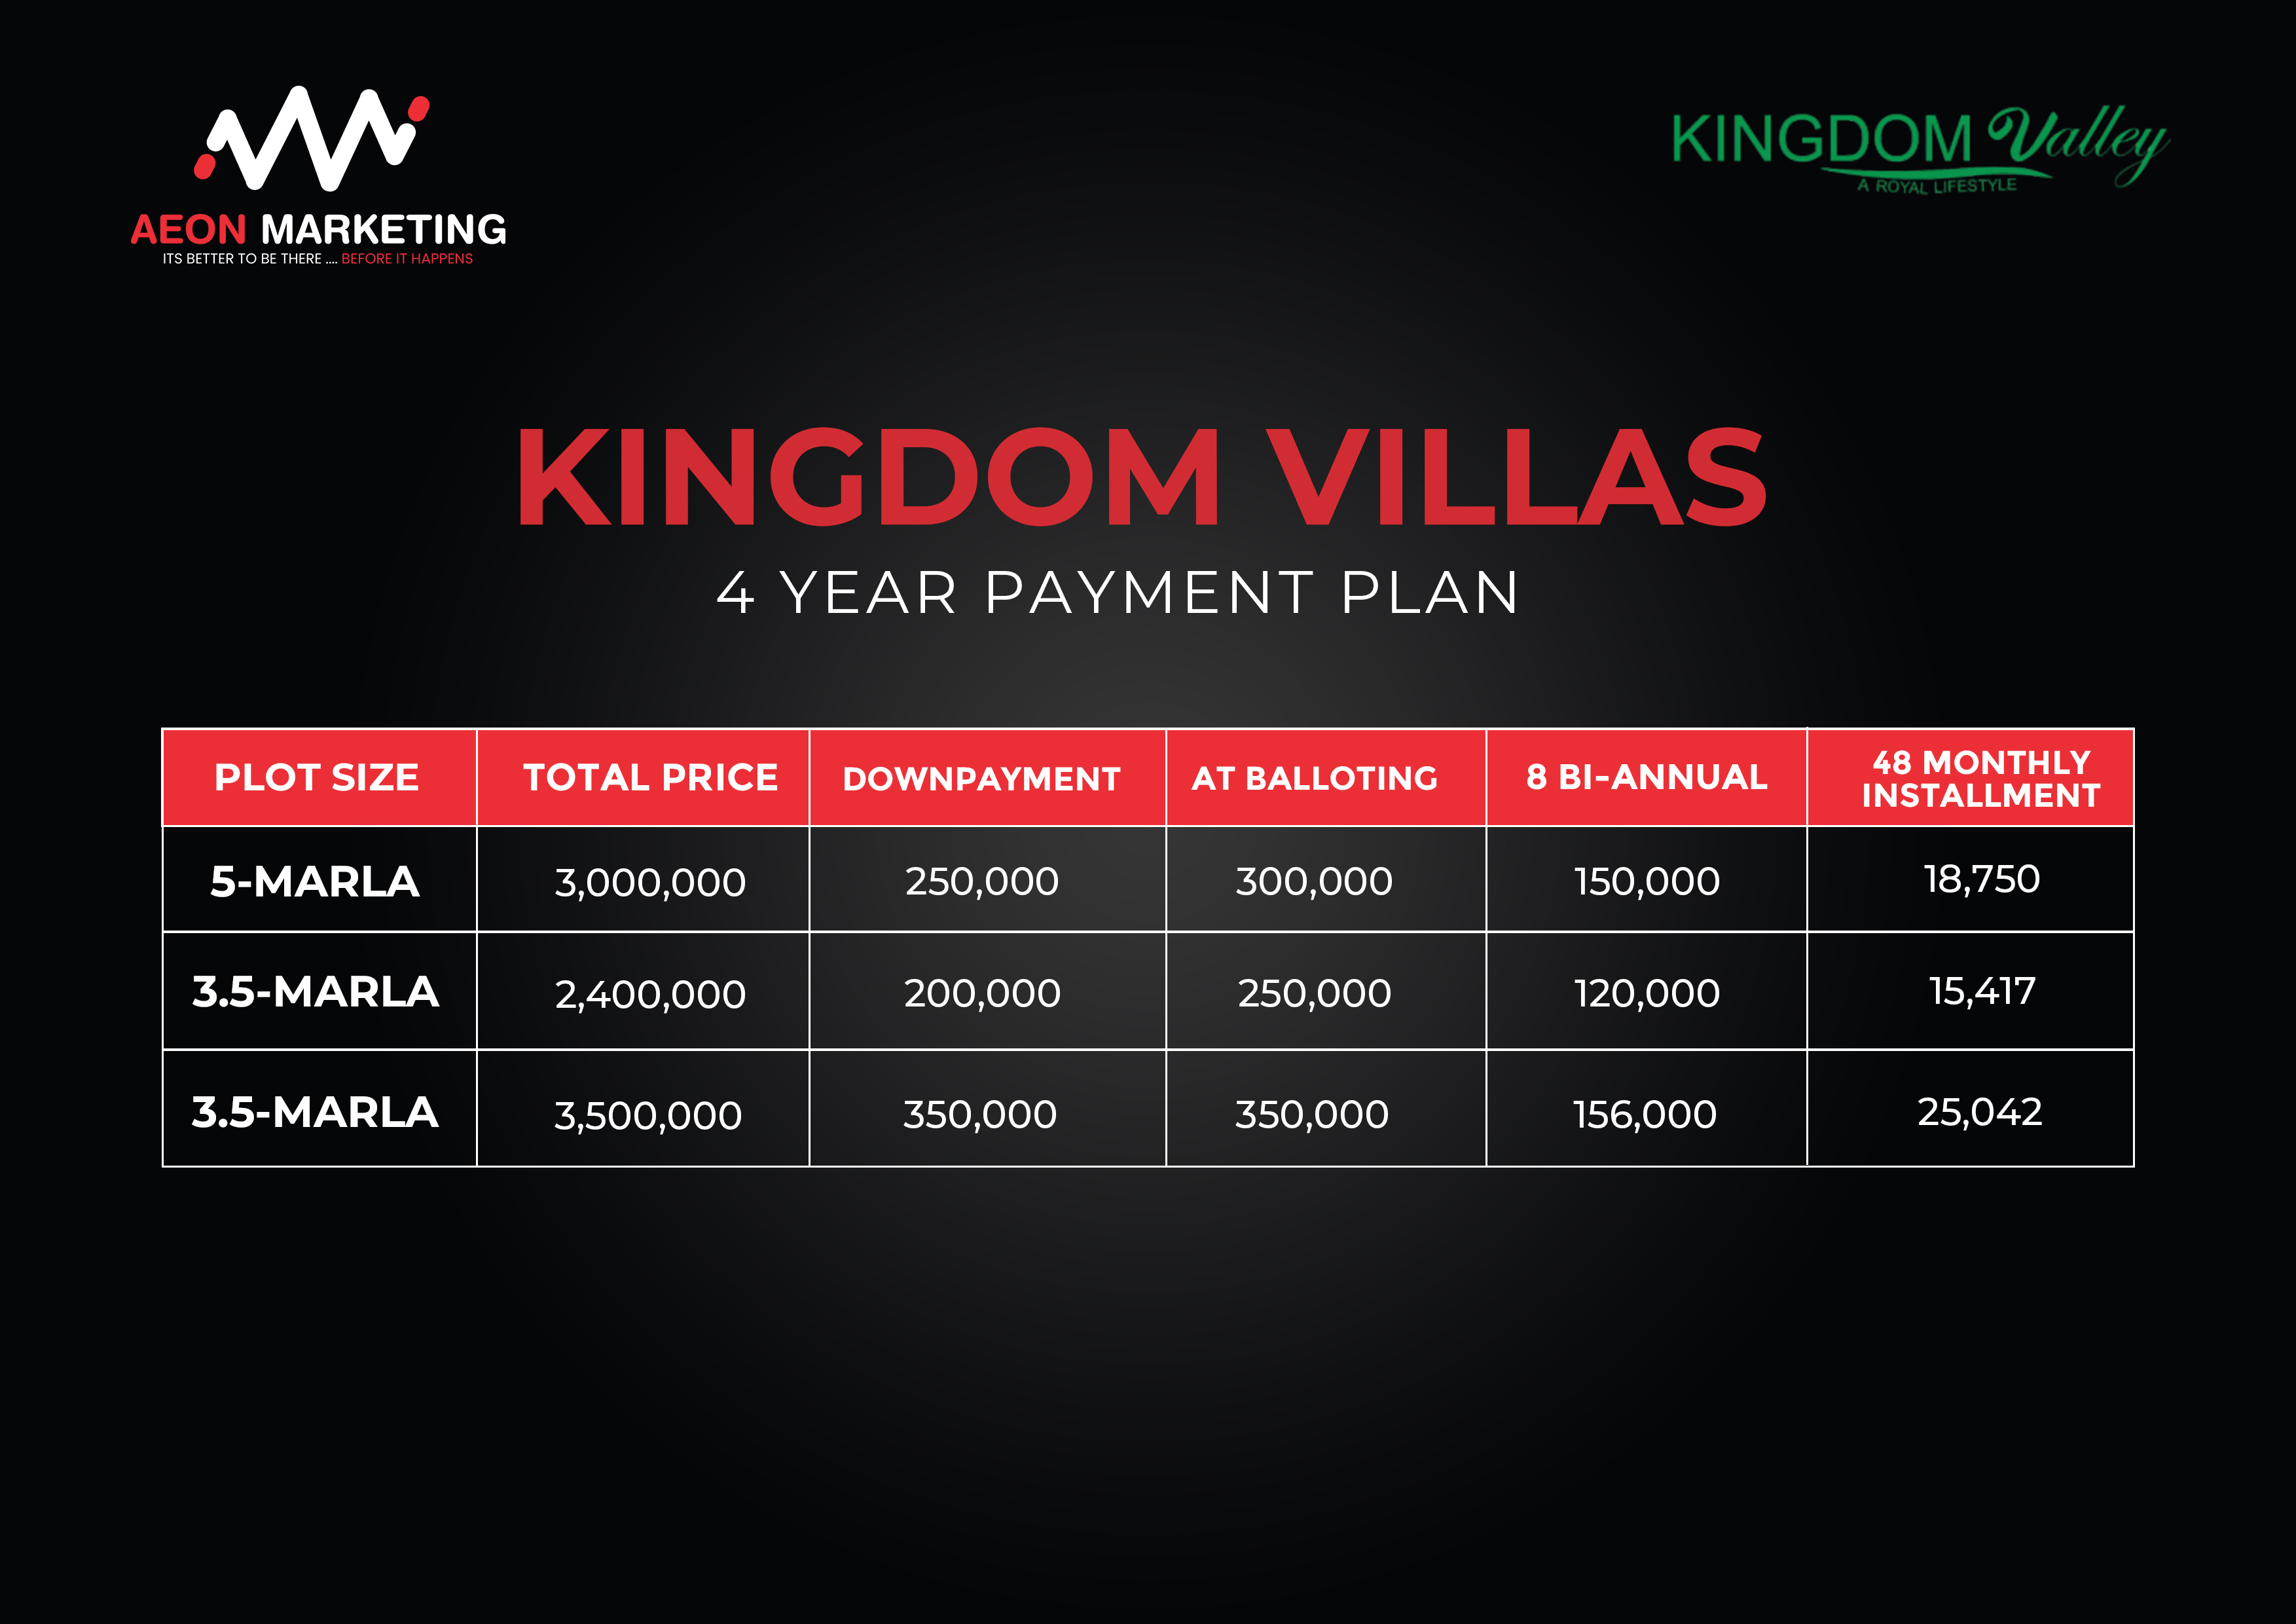 AEON MARKETING
ITS BETTER TO BE THERE .... BEFORE IT HAPPENS
KINGDOM Valley
A ROYAL LIFESTYLE
KINGDOM VILLAS
4 YEAR PAYMENT PLAN
PLOT SIZE TOTAL PRICE DOWNPAYMENT AT BALLOTING 8 BI-ANNUAL 48 MONTHLY INSTALLMENT
5-MARLA 3,000,000 250,000 300,000 150,000 18,750
3.5-MARLA 2,400,000 200,000 250,000 120,000 15,417
3.5-MARLA 3,500,000 350,000 350,000 156,000 25,042